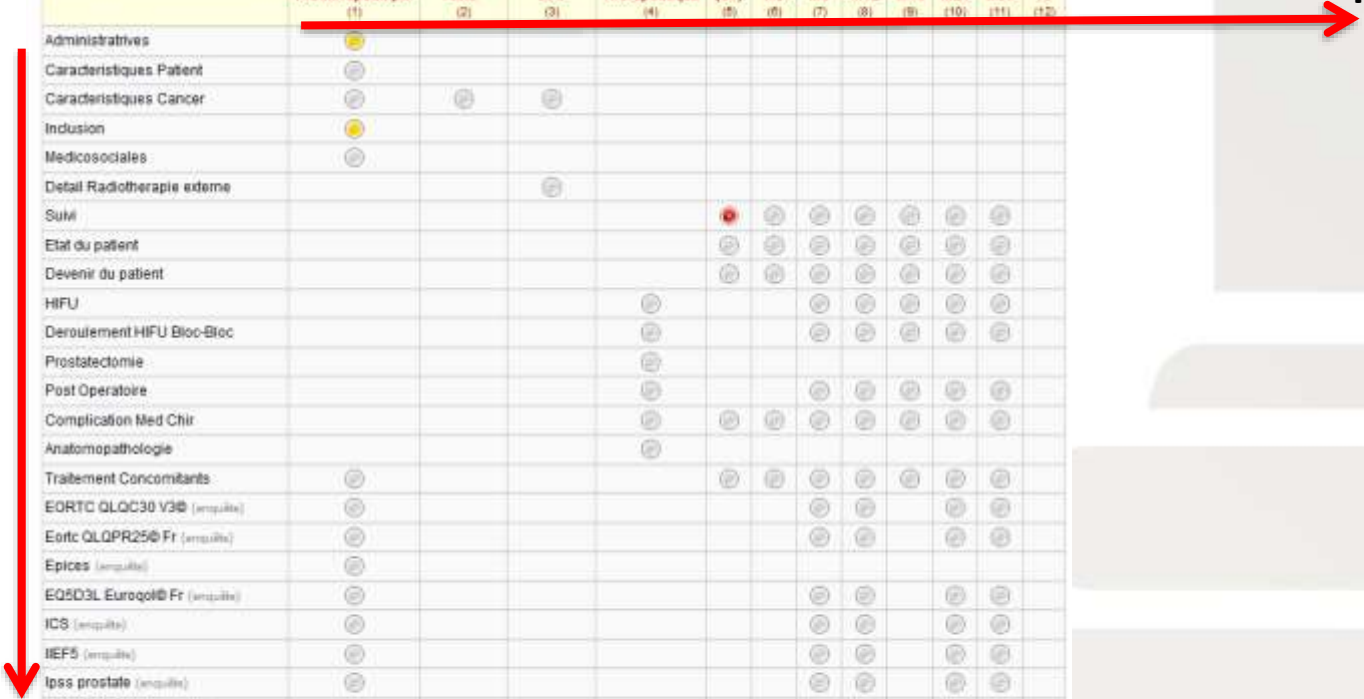 (1) (2) (3) (4) (5) (6) (7) (8) (9) (10) (11) (12)
Administratrives
Caracteristiques Patient
Caracteristiques Cancer
Inclusion
Medicosociales
Detail Radiotherapie externe
Suivi
Etat du patient
Devenir du patient
HIFU
Deroulement HIFU Bloc-Bloc
Prostatectomie
Post Operatoire
Complication Med Chir
Anatomopathologie
Traitement Concomitants
EORTC QLQC30 V3© (enquête)
Eortc QLQPR25© Fr (enquête)
Epices (enquête)
EQ5D3L Euroqol© Fr (enquête)
ICS (enquête)
IIEF5 (enquête)
Ipss prostate (enquête)